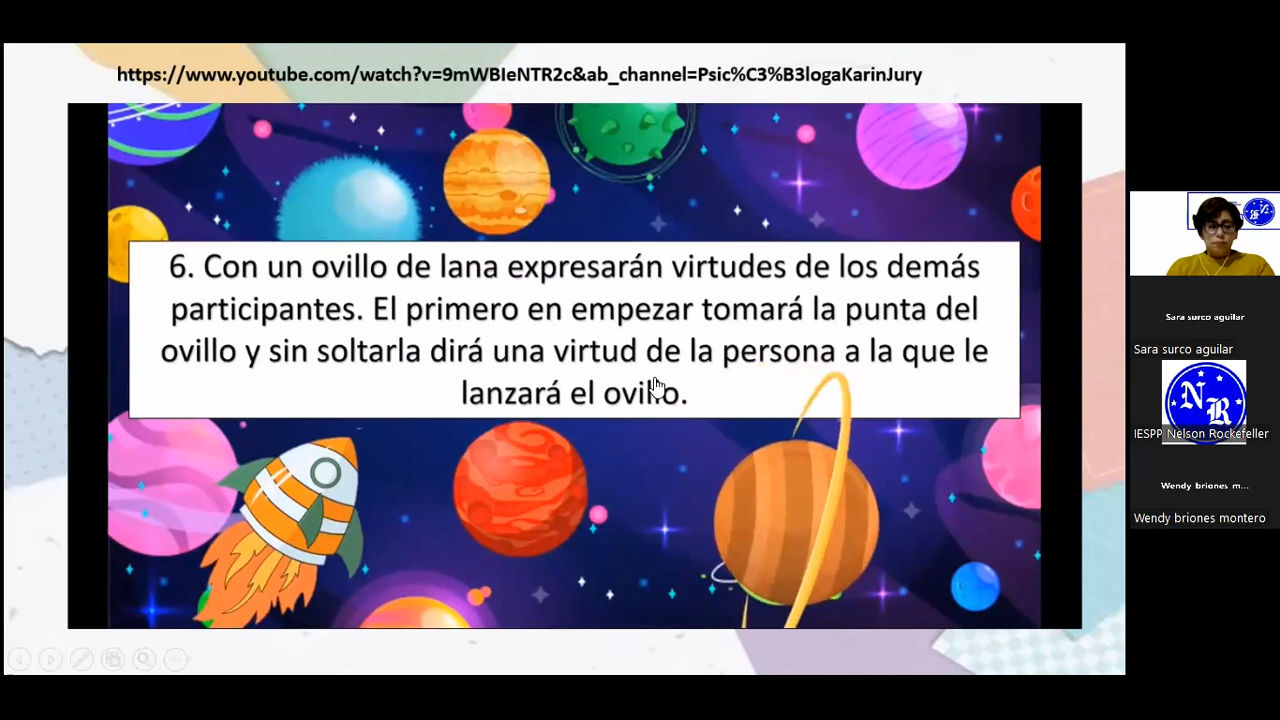 https://www.youtube.com/watch?v=9mWBIeNTR2c&ab_channel=Psic%C3%B3logaKarinJury
6. Con un ovillo de lana expresarán virtudes de los demás
participantes. El primero en empezar tomará la punta del
ovillo y sin soltarla dirá una virtud de la persona a la que le
lanzará el ovillo.
Sara surco aguilar
Sara surco aguilar
NR
IESPP Nelson Rockefeller
Wendy briones m...
Wendy briones montero